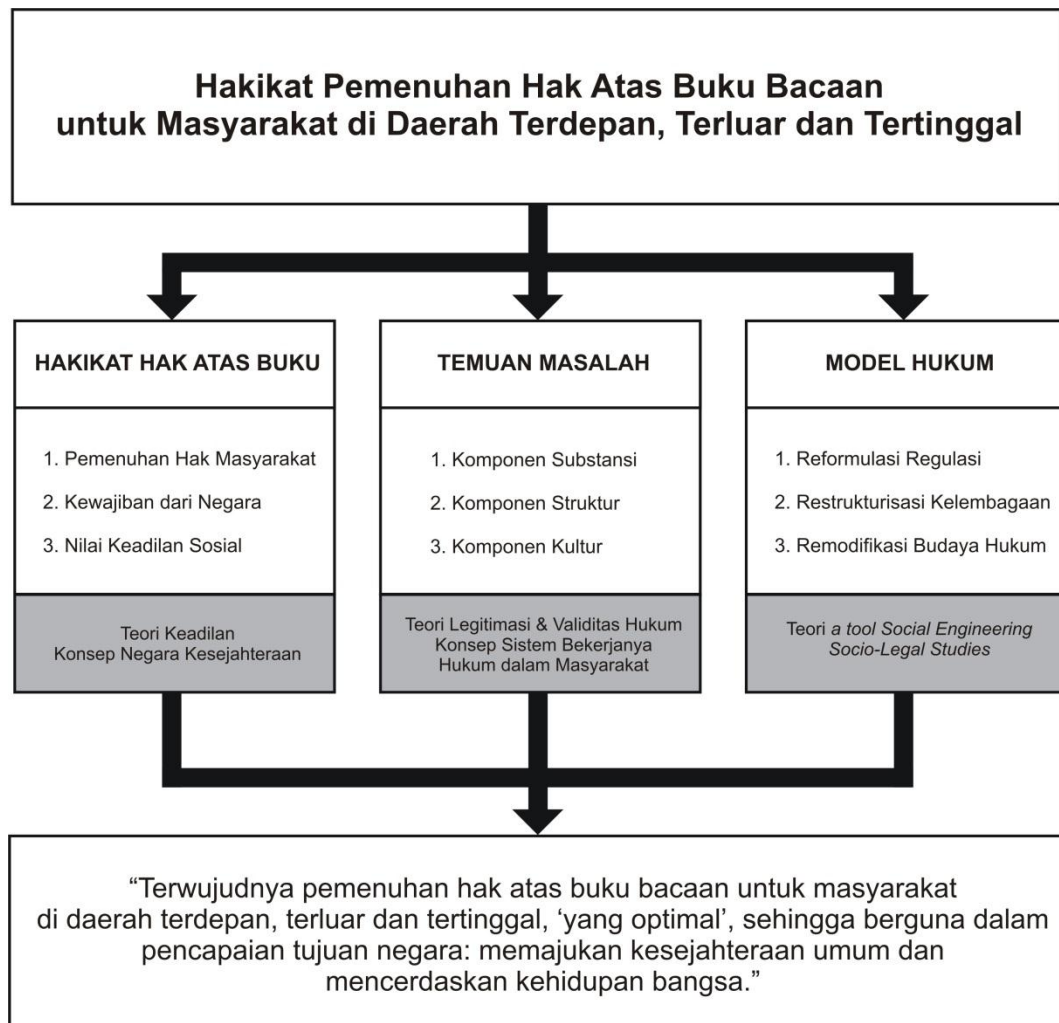 Hakikat Pemenuhan Hak Atas Buku Bacaan
untuk Masyarakat di Daerah Terdepan, Terluar dan Tertinggal
HAKIKAT HAK ATAS BUKU
1. Pemenuhan Hak Masyarakat
2. Kewajiban dari Negara
3. Nilai Keadilan Sosial
Teori Keadilan
Konsep Negara Kesejahteraan
TEMUAN MASALAH
1. Komponen Substansi
2. Komponen Struktur
3. Komponen Kultur
Teori Legitimasi & Validitas Hukum
Konsep Sistem Bekerjanya
Hukum dalam Masyarakat
MODEL HUKUM
1. Reformulasi Regulasi
2. Restrukturisasi Kelembagaan
3. Remodifikasi Budaya Hukum
Teori a tool Social Engineering
Socio-Legal Studies
“Terwujudnya pemenuhan hak atas buku bacaan untuk masyarakat
di daerah terdepan, terluar dan tertinggal, ‘yang optimal’, sehingga berguna dalam
pencapaian tujuan negara: memajukan kesejahteraan umum dan
mencerdaskan kehidupan bangsa.”